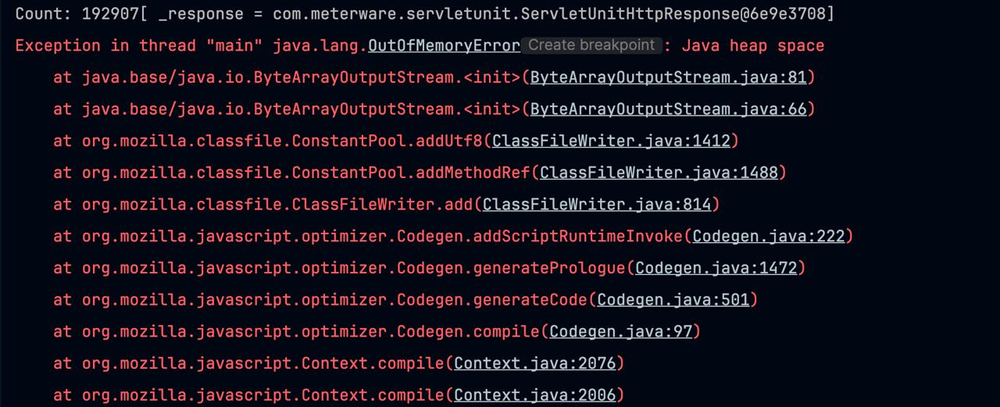 Count: 192907[ _response = com.meterware.servletunit.ServletUnitHttpResponse@6e9e3708]
Exception in thread "main" java.lang.OutOfMemoryError Create breakpoint : Java heap space
at java.base/java.io.ByteArrayOutputStream.<init>(ByteArrayOutputStream.java:81)
at java.base/java.io.ByteArrayOutputStream.<init>(ByteArrayOutputStream.java:66)
at org.mozilla.classfile.ConstantPool.addUtf8(ClassFileWriter.java:1412)
at org.mozilla.classfile.ConstantPool.addMethodRef(ClassFileWriter.java:1488)
at org.mozilla.classfile.ClassFileWriter.add(ClassFileWriter.java:814)
at org.mozilla.javascript.optimizer.Codegen.addScriptRuntimeInvoke(Codegen.java:222)
at org.mozilla.javascript.optimizer.Codegen.generatePrologue(Codegen.java:1472)
at org.mozilla.javascript.optimizer.Codegen.generateCode(Codegen.java:501)
at org.mozilla.javascript.optimizer.Codegen.compile(Codegen.java:97)
at org.mozilla.javascript.Context.compile(Context.java:2076)
at org.mozilla.javascript.Context.compile(Context.java:2006)